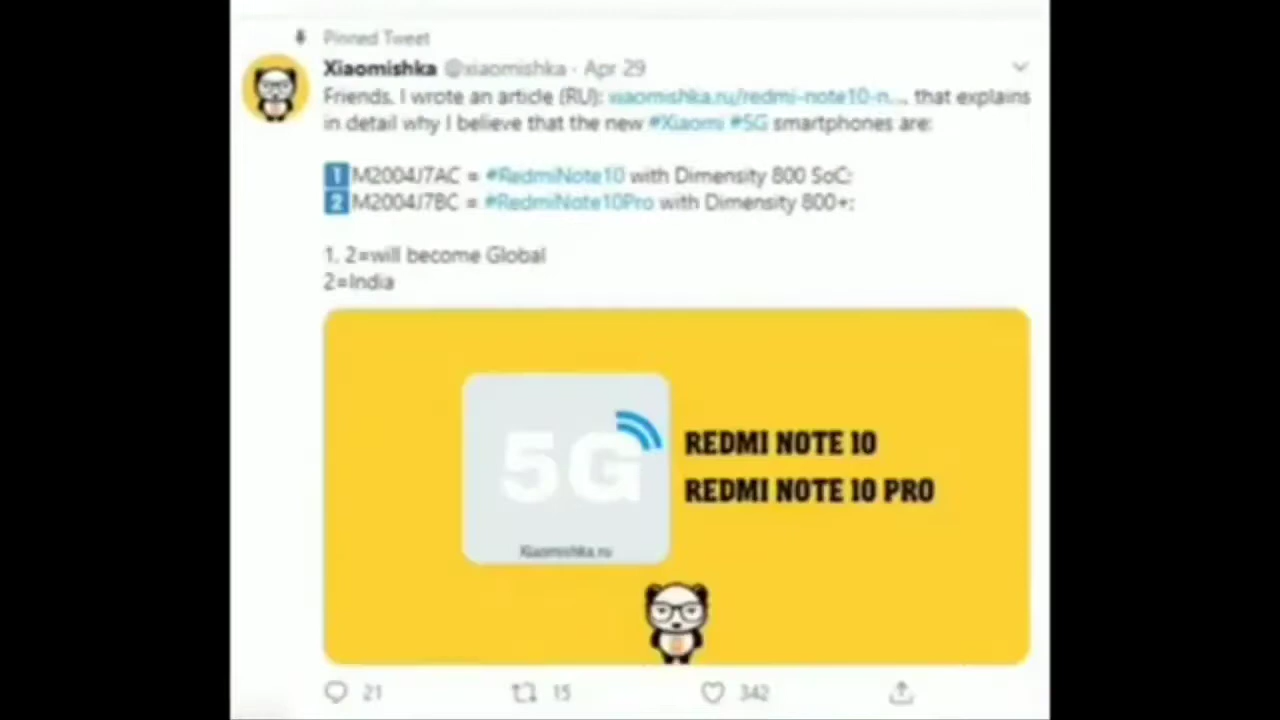 Pinned Tweet
Xiaomishka @xiaomishka · Apr 29
Friends, I wrote an article (RU): xiaomishka.ru/redmi-note10-n..., that explains
in detail why I believe that the new #Xiaomi #5G smartphones are:
1 M2004J7AC = #RedmiNote10 with Dimensity 800 SoC;
2 M2004J7BC = #RedmiNote10Pro with Dimensity 800+;
1, 2=will become Global
2=India
5G
REDMI NOTE 10
REDMI NOTE 10 PRO
Xiaomishka.ru
21 15 342